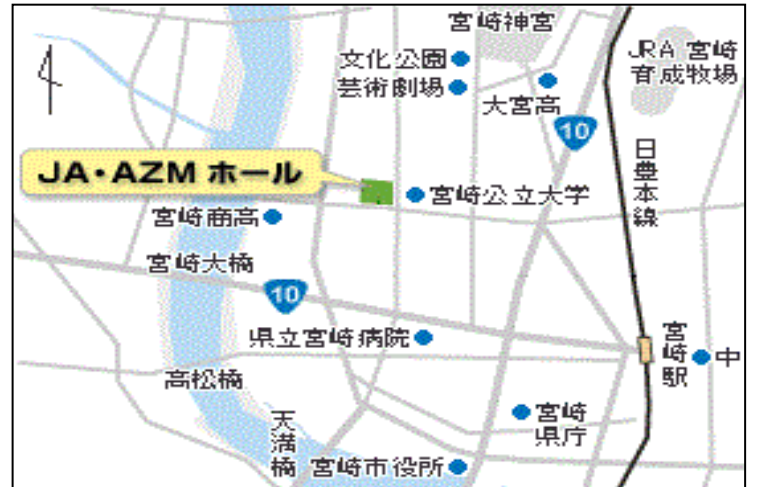 宮崎神宮
文化公園
芸術劇場
JRA 宮崎
育成牧場
大宮高
10
日豊本線
JA・AZM ホール
宮崎公立大学
宮崎商高
宮崎大橋
10
県立宮崎病院
宮崎駅
中
高松橋
天満橋
宮崎
県庁
宮崎市役所